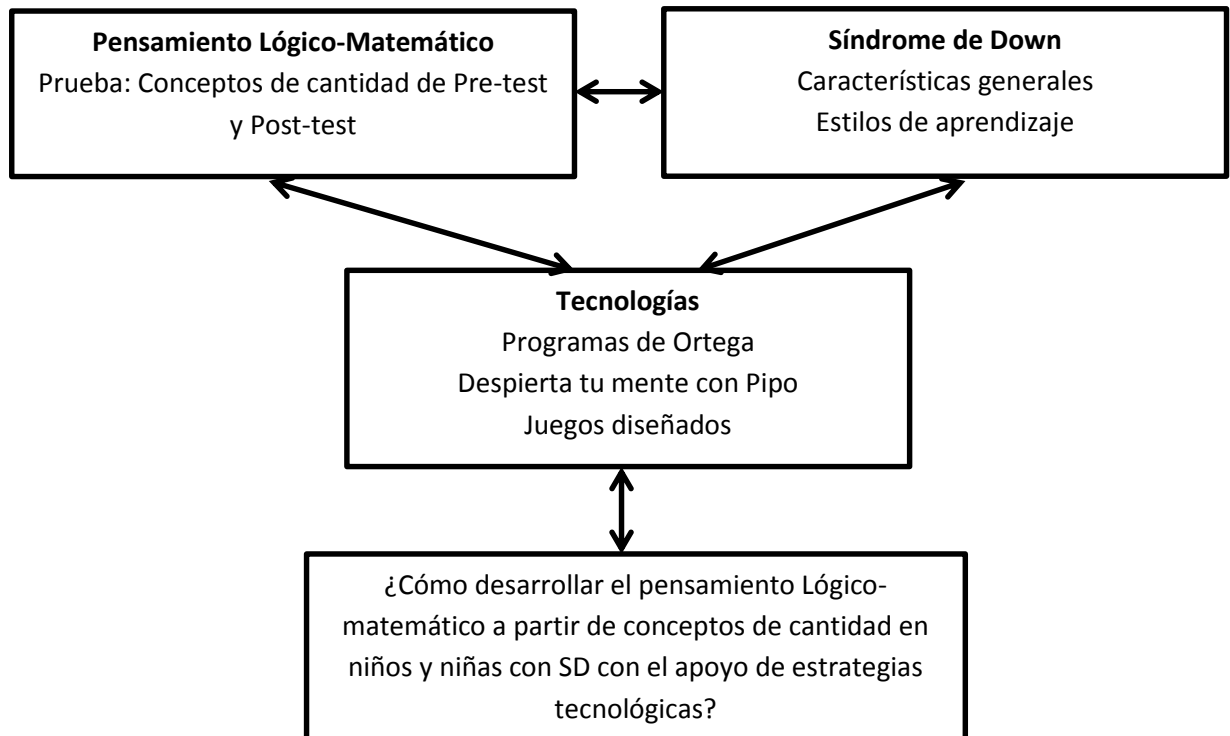 Pensamiento Lógico-Matemático
Prueba: Conceptos de cantidad de Pre-test
y Post-test
Síndrome de Down
Características generales
Estilos de aprendizaje
Tecnologías
Programas de Ortega
Despierta tu mente con Pipo
Juegos diseñados
¿Cómo desarrollar el pensamiento Lógico-
matemático a partir de conceptos de cantidad en
niños y niñas con SD con el apoyo de estrategias
tecnológicas?